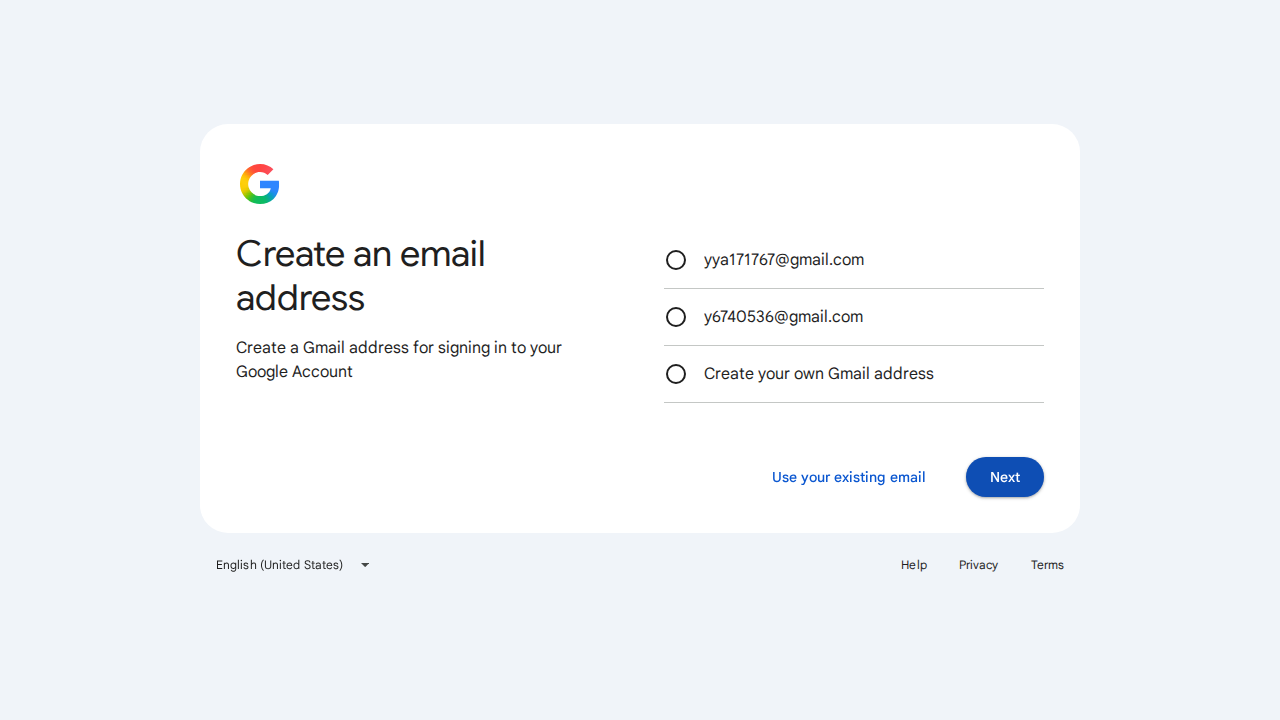 Create an email
address
Create a Gmail address for signing in to your
Google Account
yya171767@gmail.com
y6740536@gmail.com
Create your own Gmail address
Use your existing email
Next
English (United States)
Help
Privacy
Terms